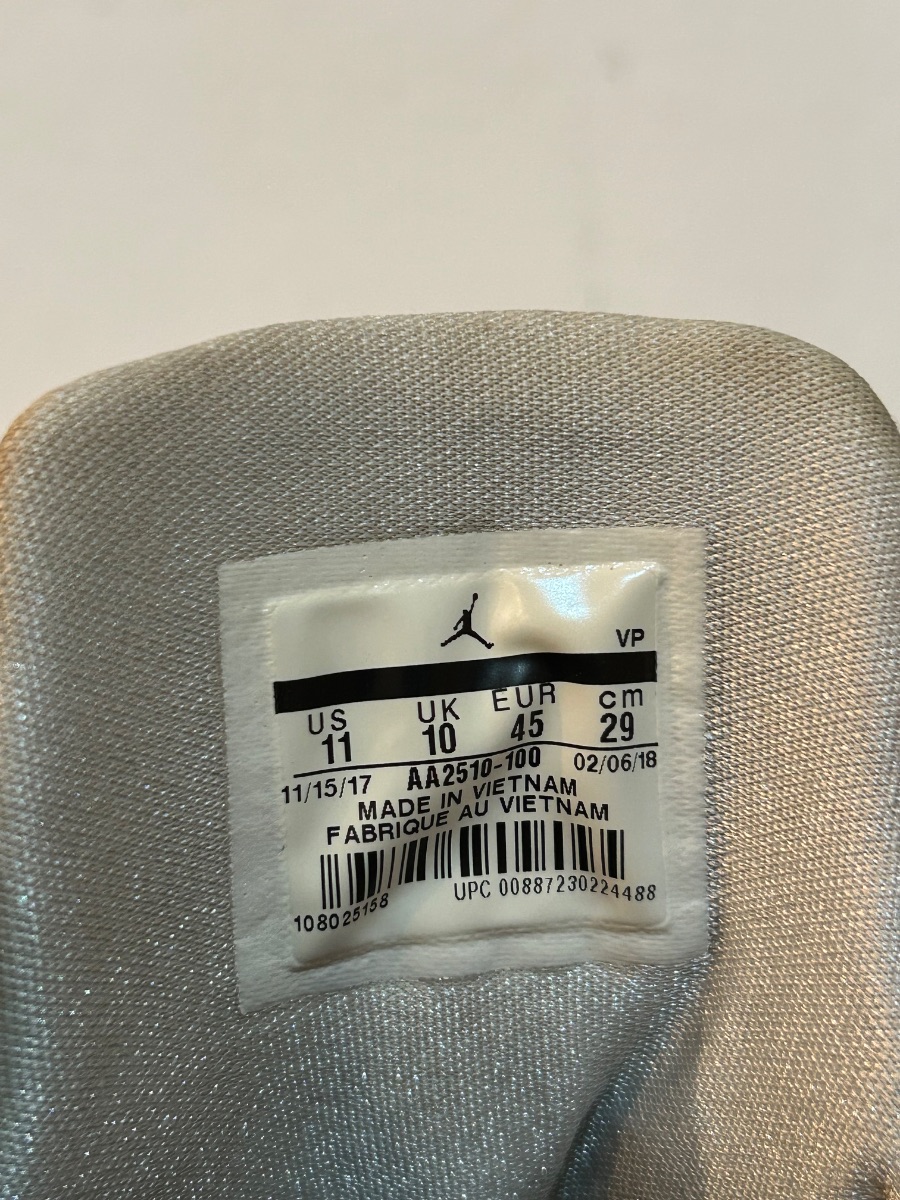 VP
US UK EUR cm
11 10 45 29
11/15/17 AA2510-100 02/06/18
MADE IN VIETNAM
FABRIQUE AU VIETNAM
108025158 UPC 00887230224488